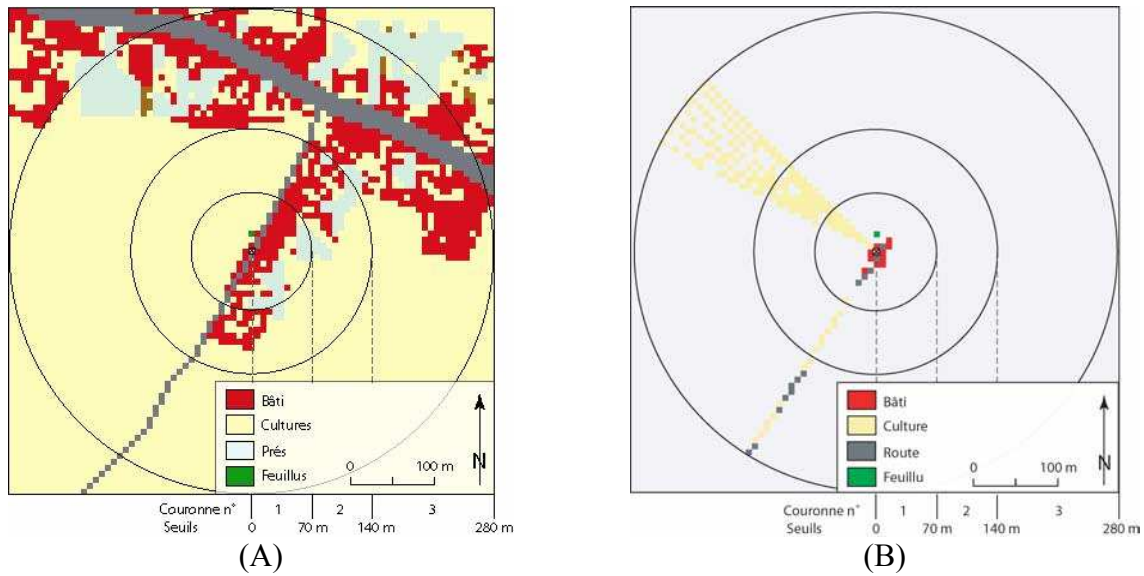 Bâti
Cultures
Prés
Feuillus
0 100 m
N
Couronne n° 1 2 3
Seuils 0 70 m 140 m 280 m
(A)
Bâti
Culture
Route
Feuillu
0 100 m
N
Couronne n° 1 2 3
Seuils 0 70 m 140 m 280 m
(B)